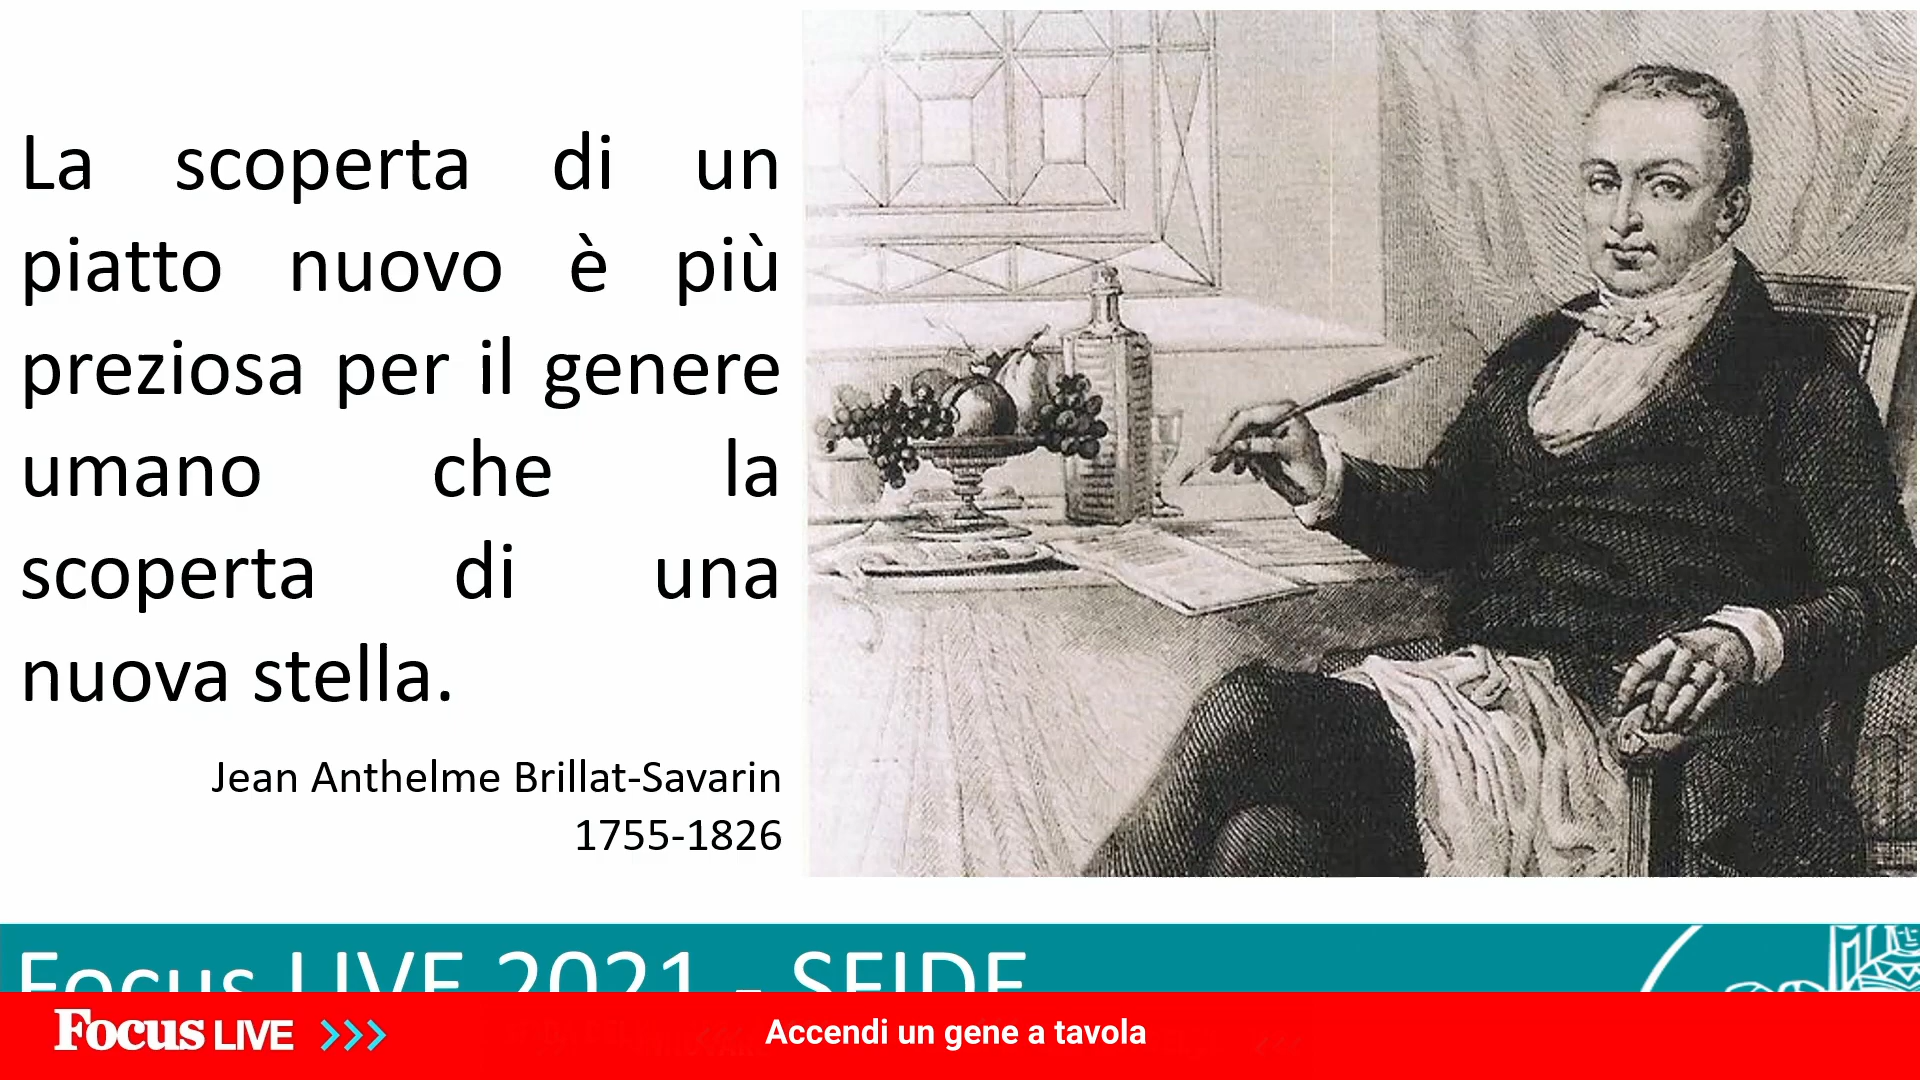 La scoperta di un
piatto nuovo è più
preziosa per il genere
umano che la
scoperta di una
nuova stella.
Jean Anthelme Brillat-Savarin
1755-1826
Focus LIVE 2021 - SFIDE
Focus LIVE >>> Accendi un gene a tavola